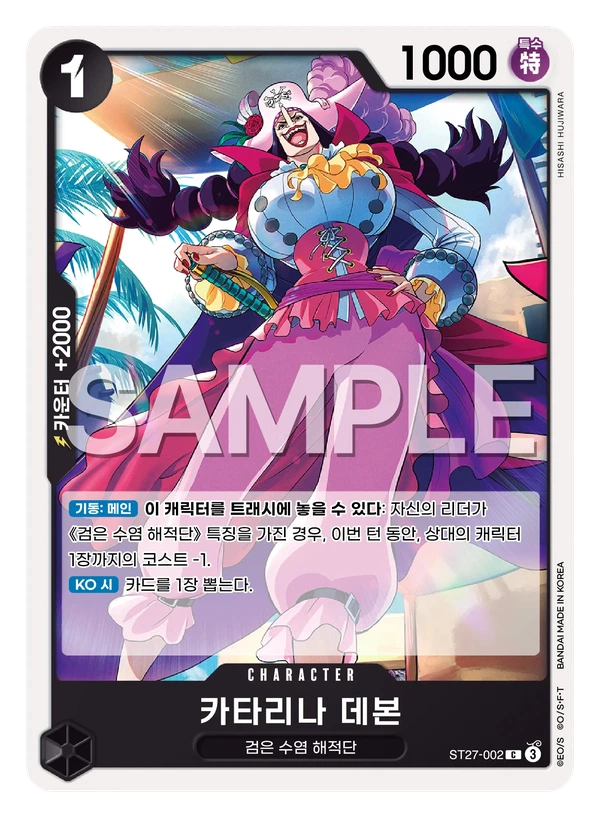 1
1000
특수
特
HISASHI HUJIWARA
카운터 +2000
SAMPLE
기동: 메인 이 캐릭터를 트래시에 놓을 수 있다: 자신의 리더가
《검은 수염 해적단》 특징을 가진 경우, 이번 턴 동안, 상대의 캐릭터
1장까지의 코스트 -1.
KO 시 카드를 1장 뽑는다.
CHARACTER
카타리나 데본
검은 수염 해적단
ST27-002 C 3
©EO/S ©O/S·F·T BANDAI MADE IN KOREA